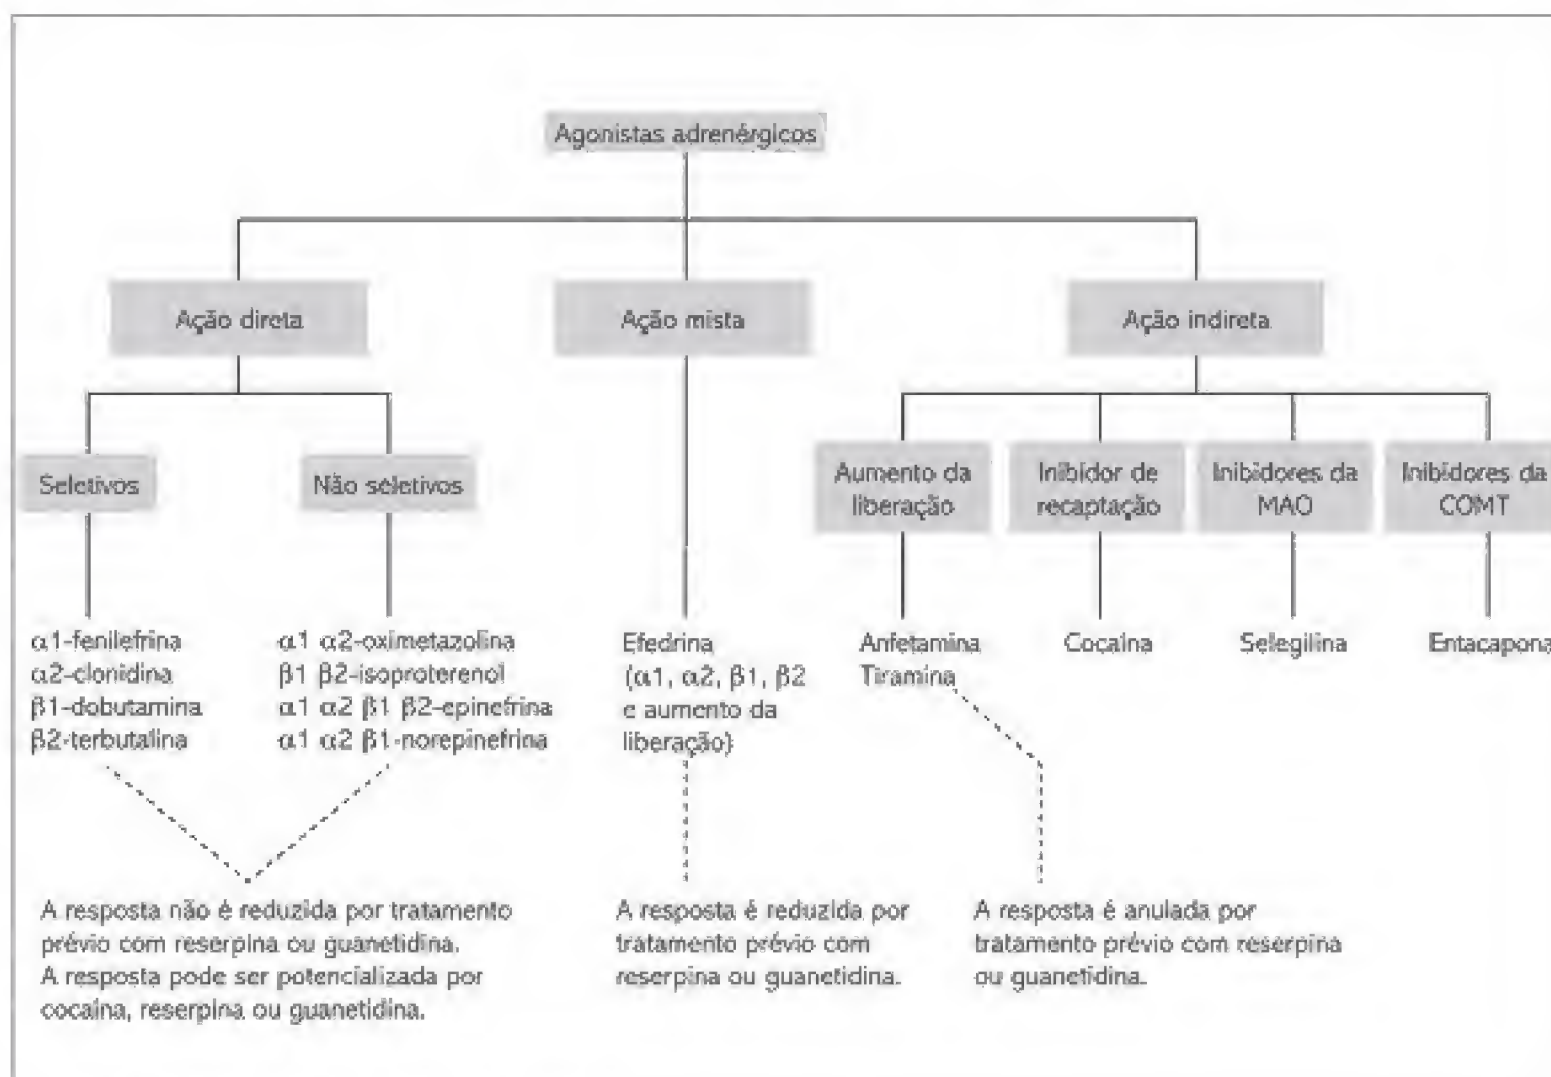 Agonistas adrenérgicos
Ação direta
Ação mista
Ação indireta
Seletivos
Não seletivos
Aumento da
liberação
Inibidor de
recaptação
Inibidores da
MAO
Inibidores da
COMT
α1-fenilefrina
α2-clonidina
β1-dobutamina
β2-terbutalina
α1 α2-oximetazolina
β1 β2-isoproterenol
α1 α2 β1 β2-epinefrina
α1 α2 β1-norepinefrina
Efedrina
(α1, α2, β1, β2
e aumento da
liberação)
Anfetamina
Tiramina
Cocaína
Selegilina
Entacapona
A resposta não é reduzida por tratamento
prévio com reserpina ou guanetidina.
A resposta pode ser potencializada por
cocaína, reserpina ou guanetidina.
A resposta é reduzida por
tratamento prévio com
reserpina ou guanetidina.
A resposta é anulada por
tratamento prévio com reserpina
ou guanetidina.